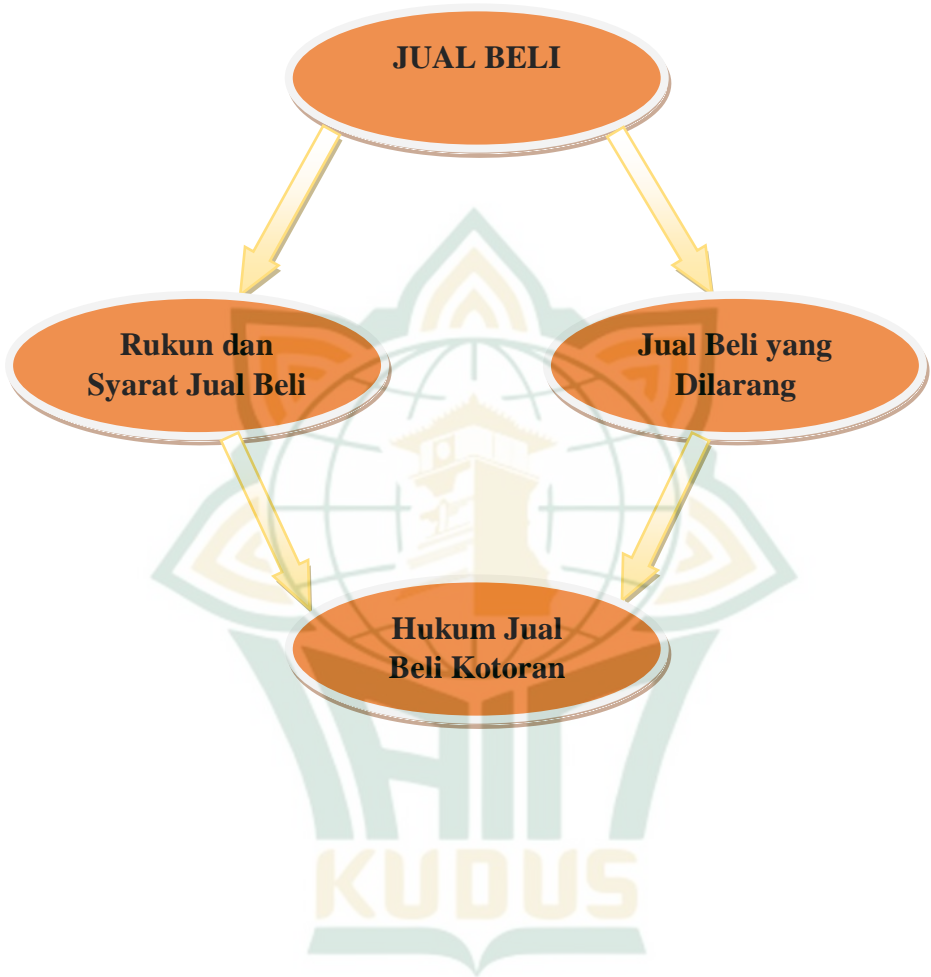 JUAL BELI
Rukun dan
Syarat Jual Beli
Jual Beli yang
Dilarang
Hukum Jual
Beli Kotoran
KUDUS